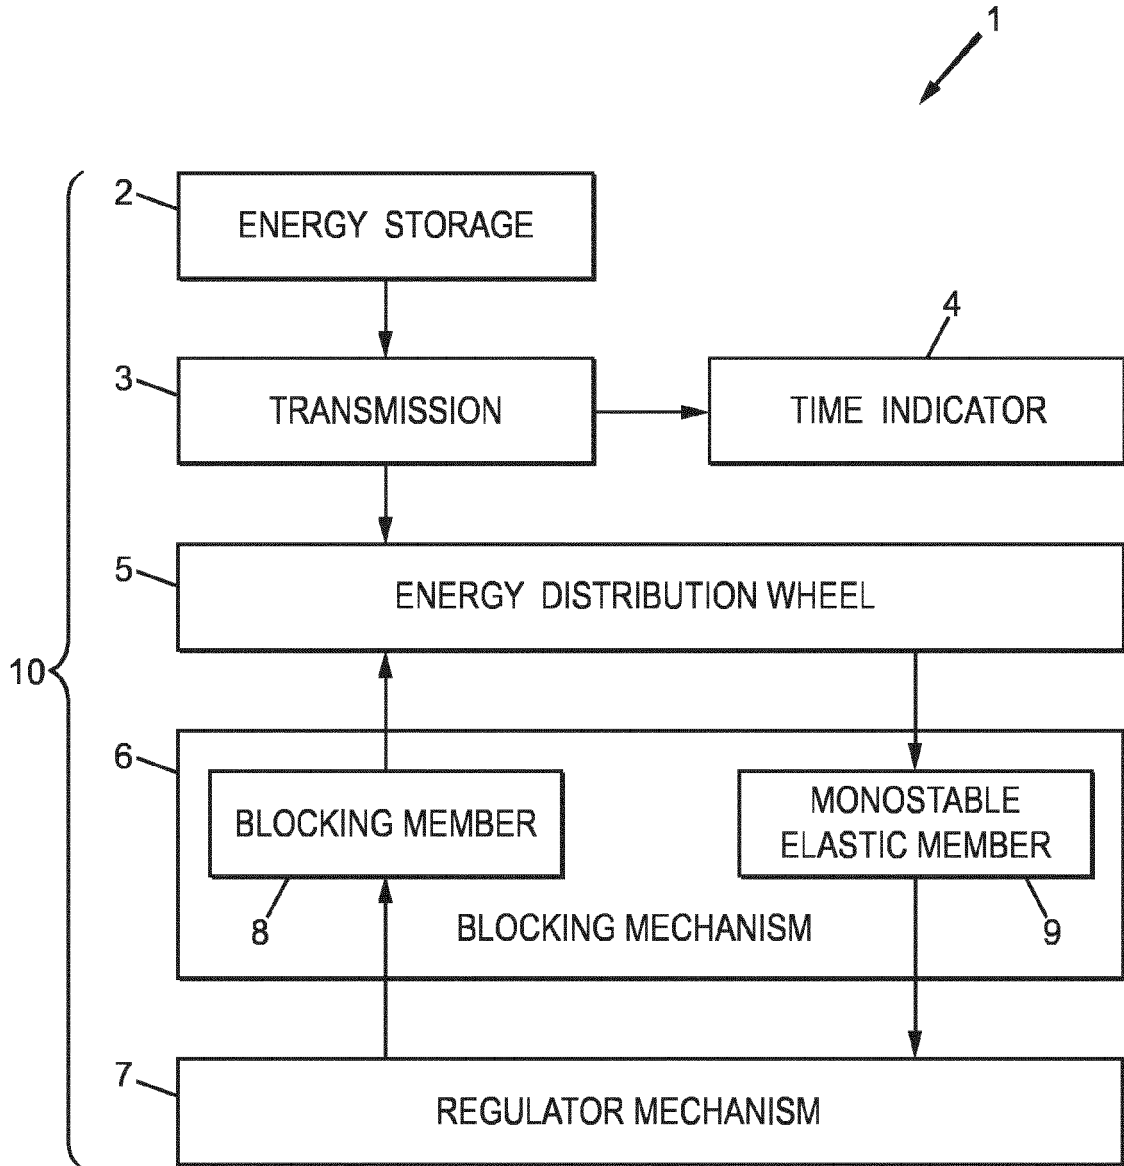 1
2
ENERGY STORAGE
4
3
TRANSMISSION
TIME INDICATOR
5
ENERGY DISTRIBUTION WHEEL
10
6
BLOCKING MEMBER
MONOSTABLE
ELASTIC MEMBER
8
9
BLOCKING MECHANISM
7
REGULATOR MECHANISM